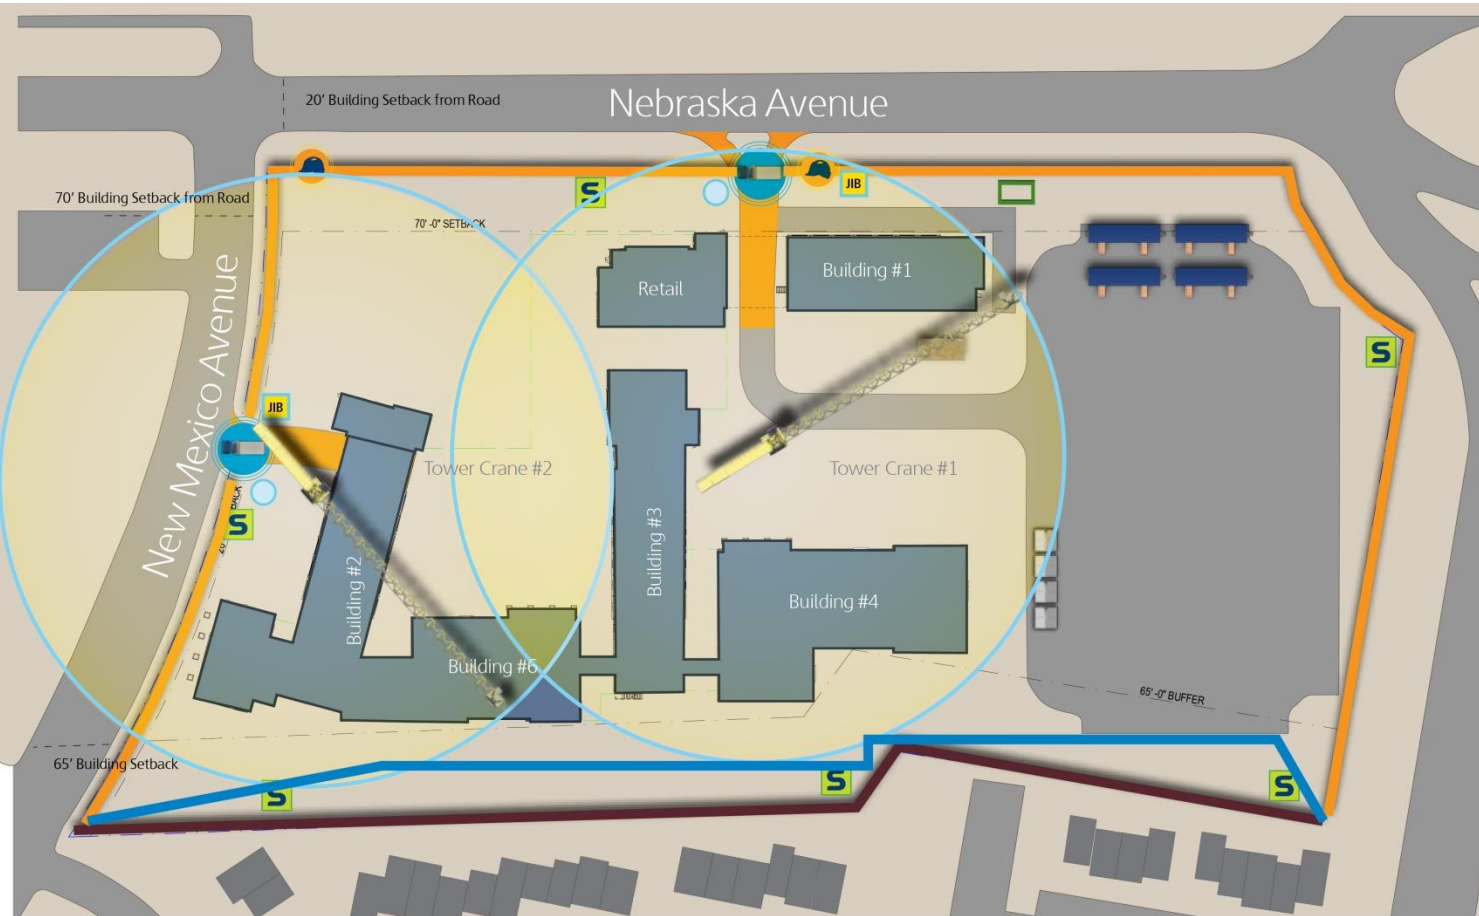 20' Building Setback from Road
Nebraska Avenue
JIB
S
70' Building Setback from Road
70'-0" SETBACK
Retail
Building #1
New Mexico Avenue
S
JIB
Tower Crane #2
Tower Crane #1
S
BACK
20'
Building #2
Building #3
Building #4
Building #6
65'-0" BUFFER
65' Building Setback
S
S
S